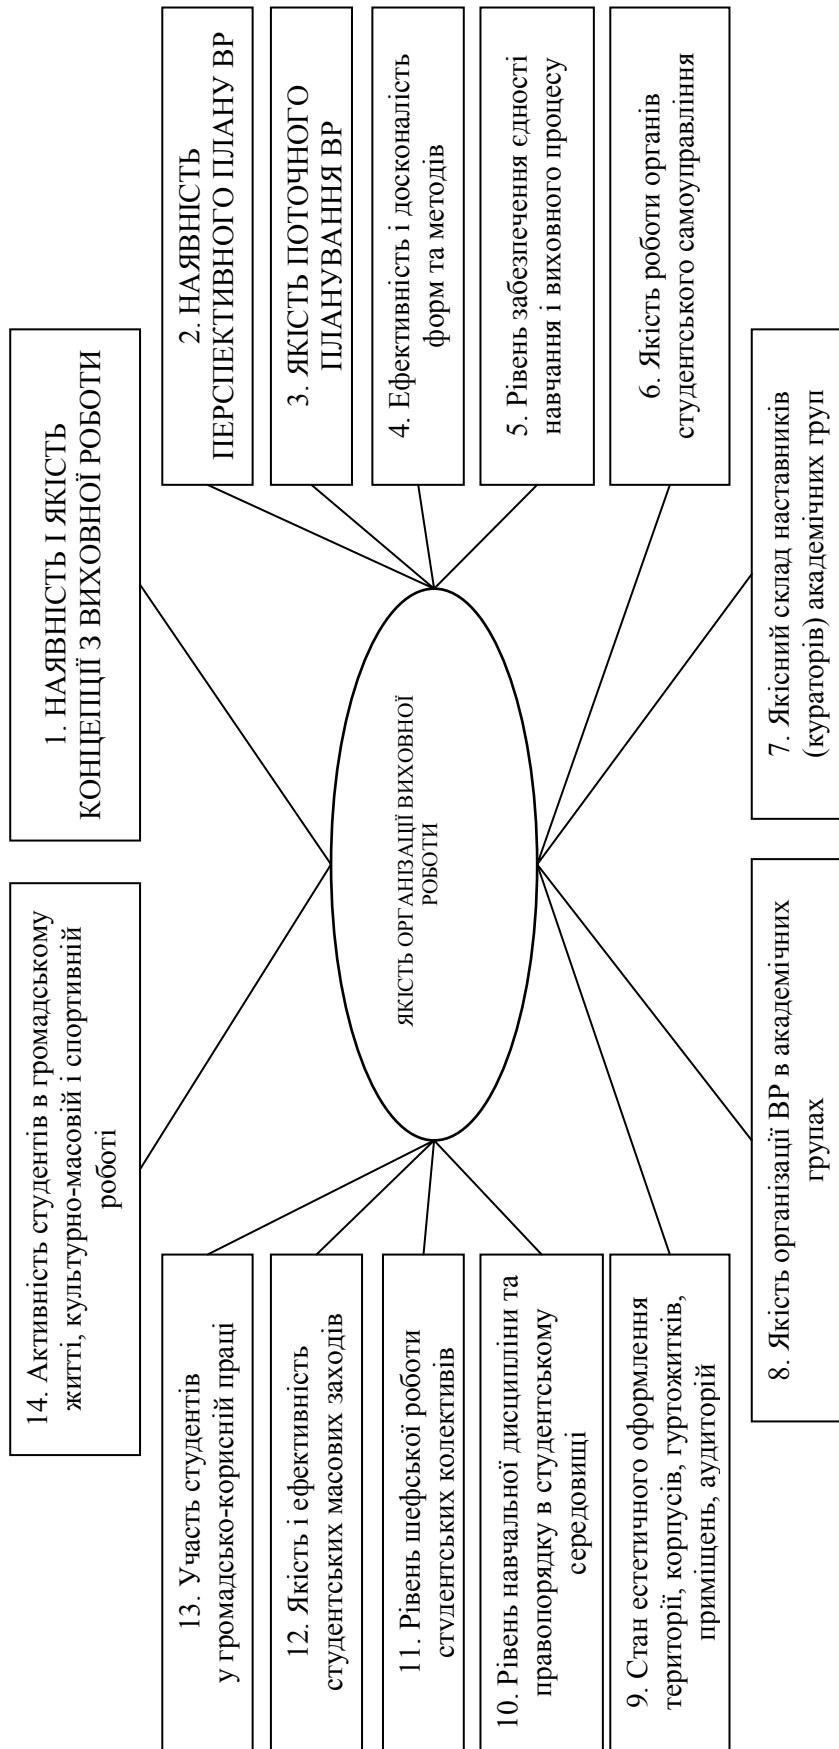 1. НАЯВНІСТЬ І ЯКІСТЬ
КОНЦЕПЦІЇ З ВИХОВНОЇ РОБОТИ
2. НАЯВНІСТЬ
ПЕРСПЕКТИВНОГО ПЛАНУ ВР
3. ЯКІСТЬ ПОТОЧНОГО
ПЛАНУВАННЯ ВР
4. Ефективність і досконалість
форм та методів
5. Рівень забезпечення єдності
навчання і виховного процесу
6. Якість роботи органів
студентського самоуправління
7. Якісний склад наставників
(кураторів) академічних груп
8. Якість організації ВР в академічних
групах
9. Стан естетичного оформлення
території, корпусів, гуртожитків,
приміщень, аудиторій
10. Рівень навчальної дисципліни та
правопорядку в студентському
середовищі
11. Рівень шефської роботи
студентських колективів
12. Якість і ефективність
студентських масових заходів
13. Участь студентів
у громадсько-корисній праці
14. Активність студентів в громадському
житті, культурно-масовій і спортивній
роботі
ЯКІСТЬ ОРГАНІЗАЦІЇ ВИХОВНОЇ
РОБОТИ